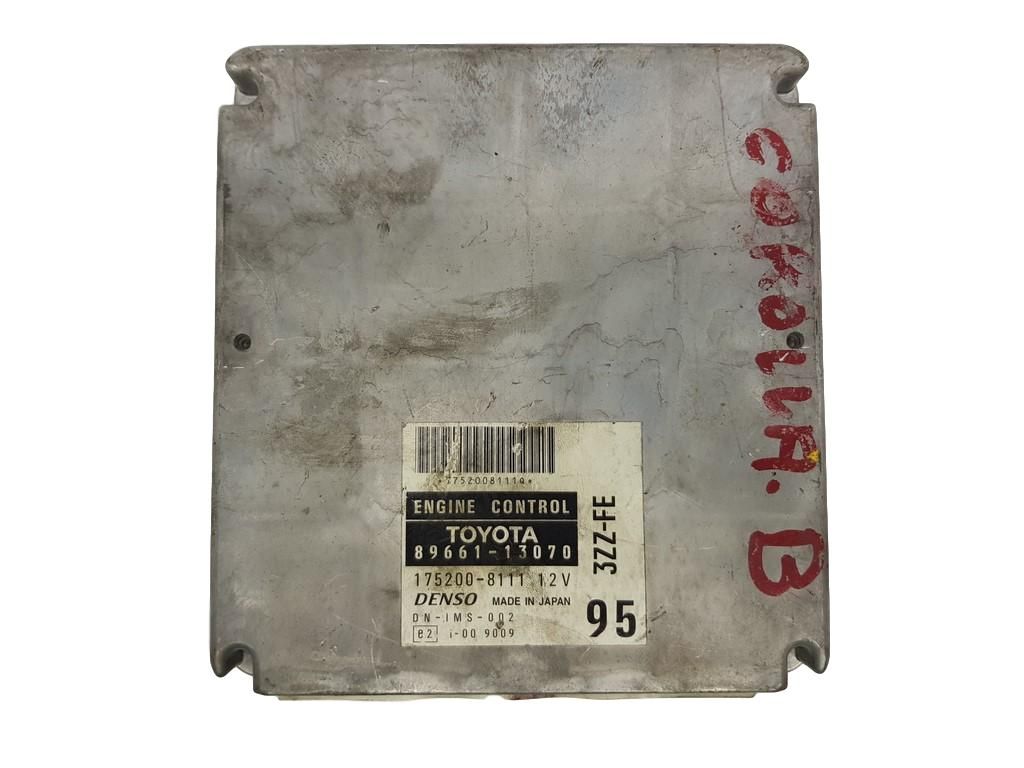 COROLLA. B
*1752008111Q*
ENGINE CONTROL
TOYOTA
89661-13070
175200-8111 12V
DENSO MADE IN JAPAN
DN-IMS-002
e2 i-00 9009
3ZZ-FE
95